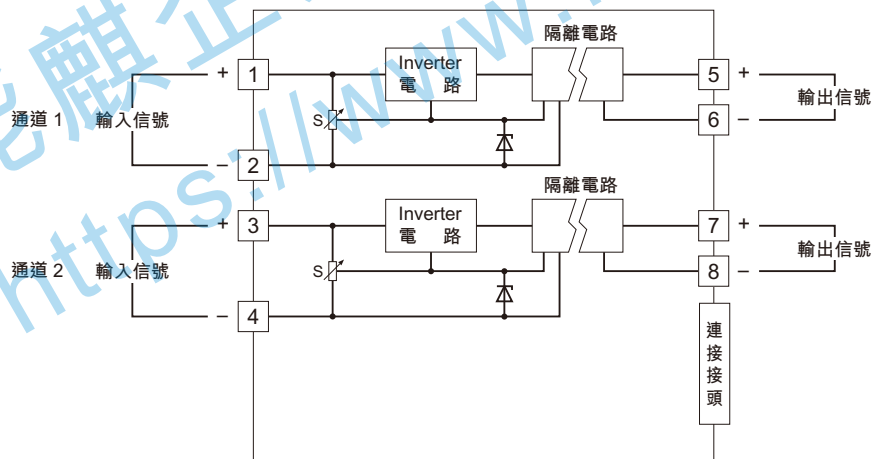 隔離電路
Inverter
電 路
+ 1
5 +
通道 1
輸入信號
S
6 −
輸出信號
− 2
隔離電路
Inverter
電 路
+ 3
7 +
通道 2
輸入信號
S
8 −
輸出信號
− 4
連接接頭
https://www.